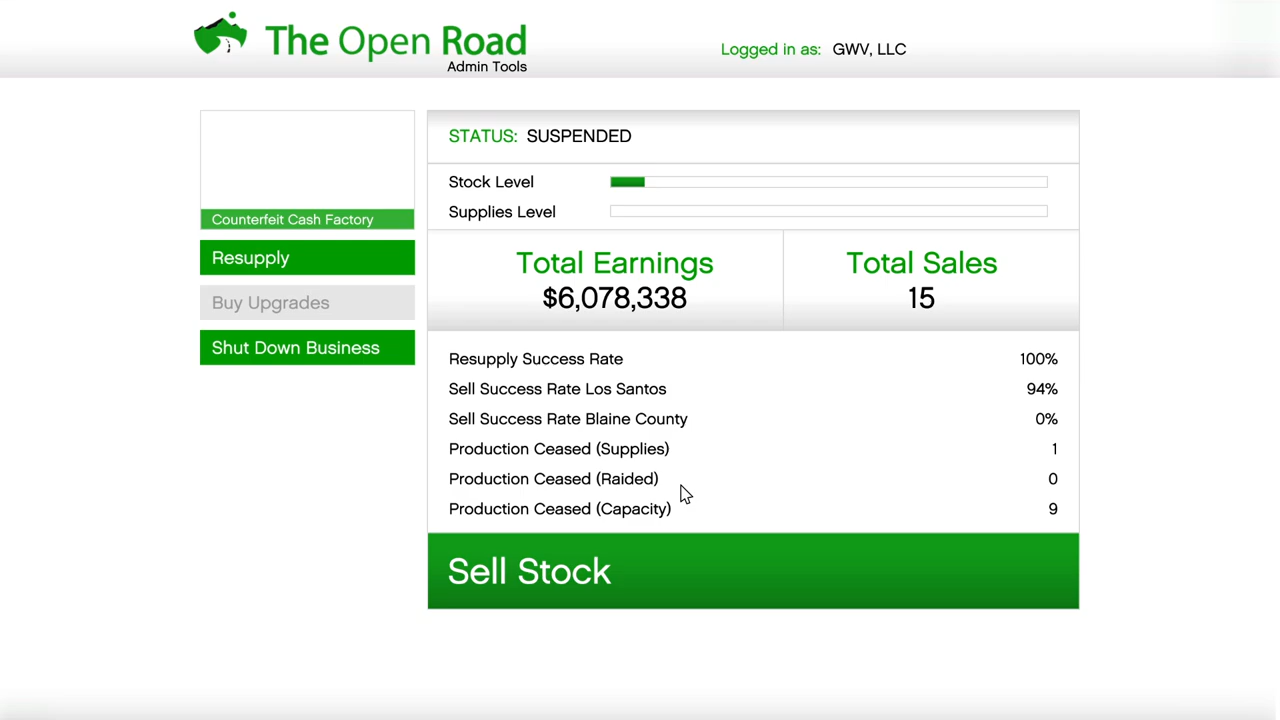 The Open Road
Admin Tools
Logged in as: GWV, LLC
Counterfeit Cash Factory
Resupply
Buy Upgrades
Shut Down Business
STATUS: SUSPENDED
Stock Level
Supplies Level
Total Earnings
$6,078,338
Total Sales
15
Resupply Success Rate 100%
Sell Success Rate Los Santos 94%
Sell Success Rate Blaine County 0%
Production Ceased (Supplies) 1
Production Ceased (Raided) 0
Production Ceased (Capacity) 9
Sell Stock